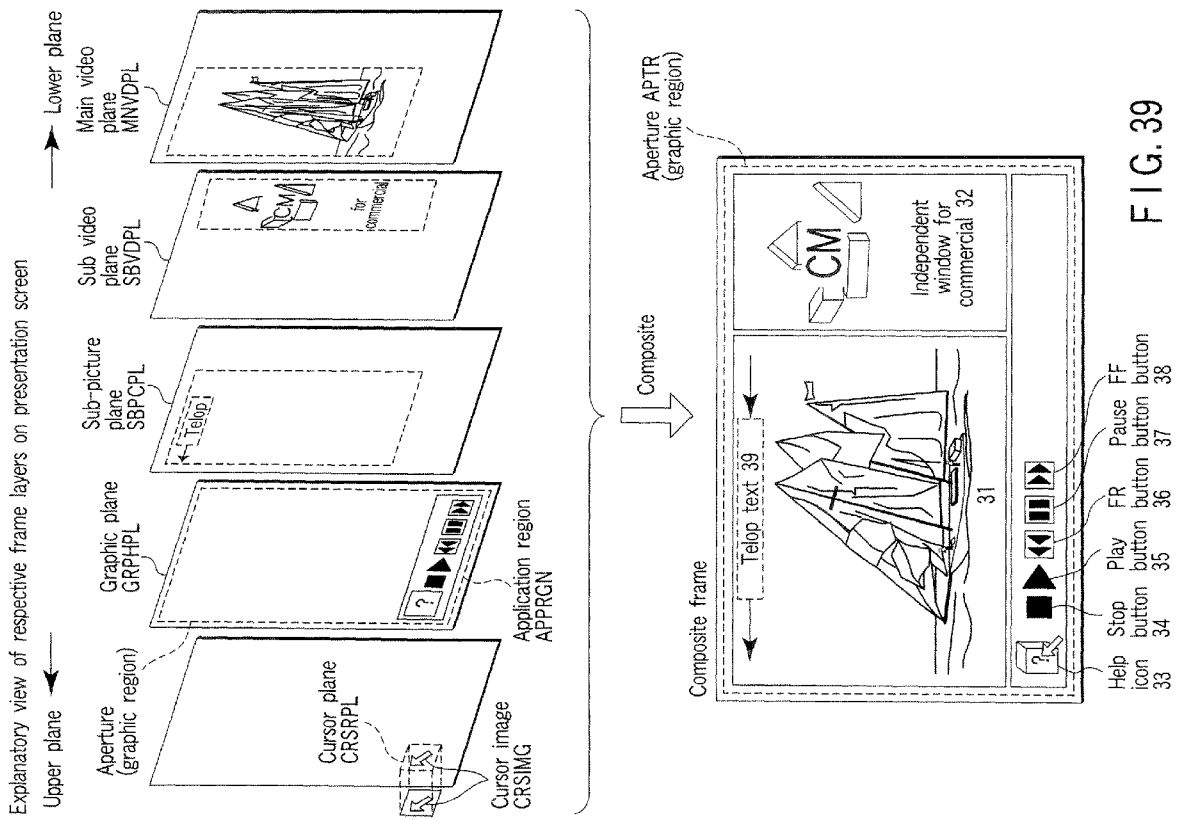 Explanatory view of respective frame layers on presentation screen
Upper plane
Lower plane
Aperture
(graphic region)
Graphic plane
GRPHPL
Sub-picture
plane
SBPCPL
Sub video
plane
SBVDPL
Main video
plane
MNVDPL
Cursor plane
CRSRPL
Cursor image
CRSIMG
?
Application region
APPRGN
Telop
CM
for
commercial
Composite
Composite frame
Aperture APTR
(graphic region)
Telop text 39
31
CM
Independent
window for
commercial 32
?
Help
icon
33
Stop
button
34
Play
button
35
FR
button
36
Pause
button
37
FF
button
38
FIG. 39